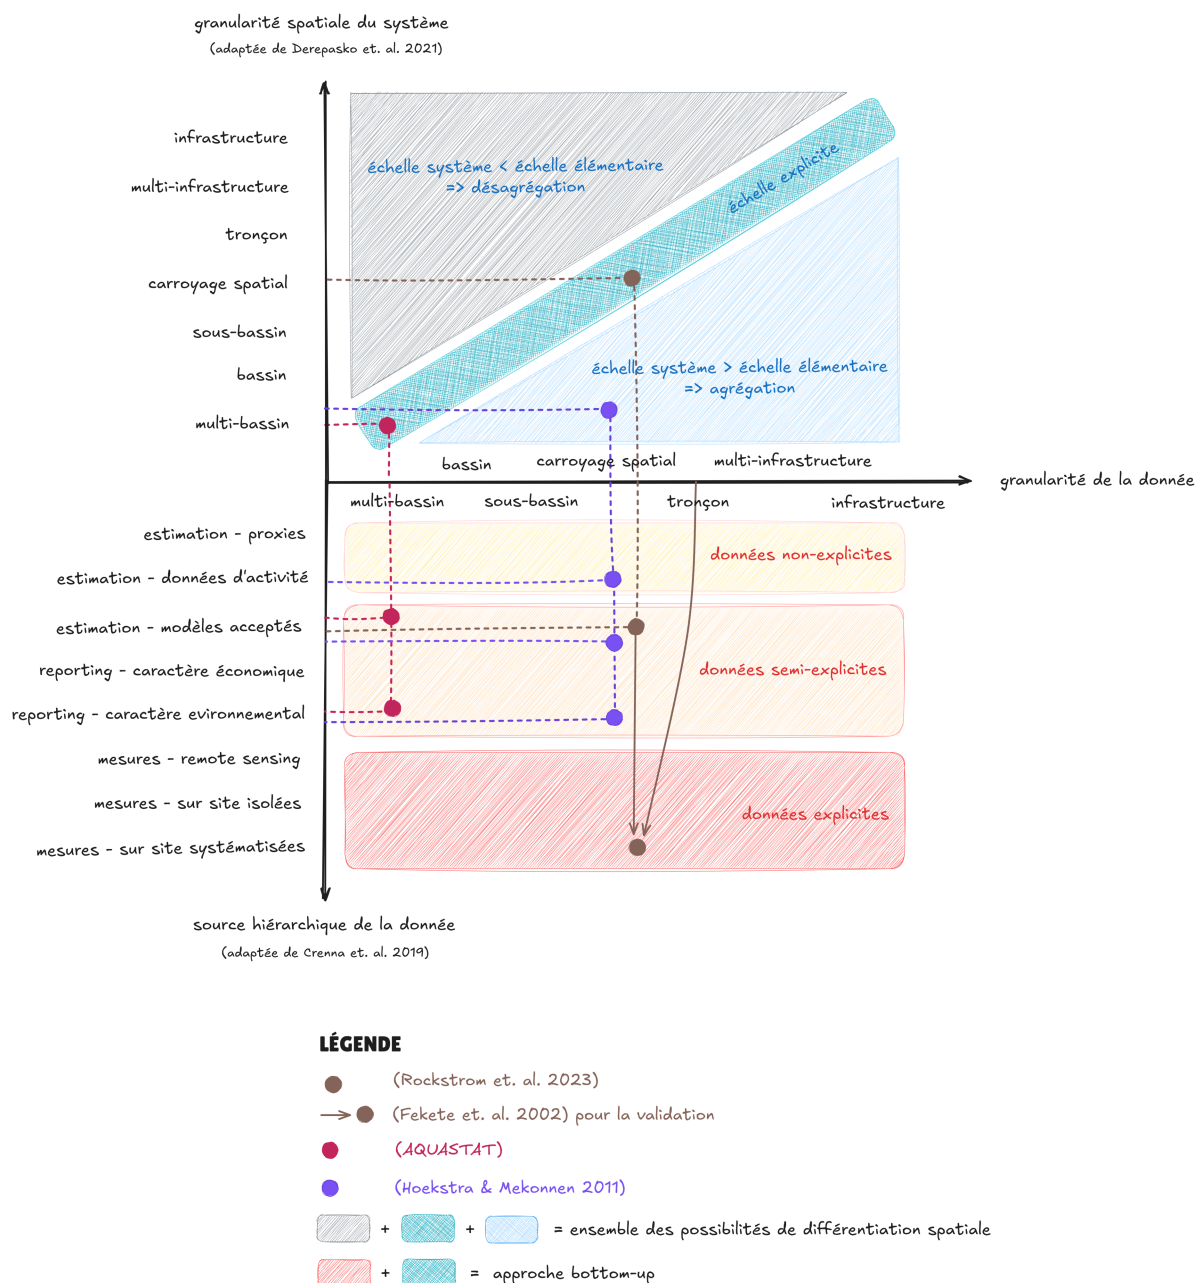 granularité spatiale du système
(adaptée de Derepasko et. al. 2021)
infrastructure
multi-infrastructure
tronçon
carroyage spatial
sous-bassin
bassin
multi-bassin
échelle système < échelle élémentaire
=> désagrégation
échelle explicite
échelle système > échelle élémentaire
=> agrégation
bassin
carroyage spatial
multi-infrastructure
granularité de la donnée
multi-bassin
sous-bassin
tronçon
infrastructure
estimation - proxies
estimation - données d'activité
estimation - modèles acceptés
reporting - caractère économique
reporting - caractère evironnemental
mesures - remote sensing
mesures - sur site isolées
mesures - sur site systématisées
données non-explicites
données semi-explicites
données explicites
source hiérarchique de la donnée
(adaptée de Crenna et. al. 2019)
LÉGENDE
(Rockstrom et. al. 2023)
(Fekete et. al. 2002) pour la validation
(AQUASTAT)
(Hoekstra & Mekonnen 2011)
+ + = ensemble des possibilités de différentiation spatiale
+ = approche bottom-up